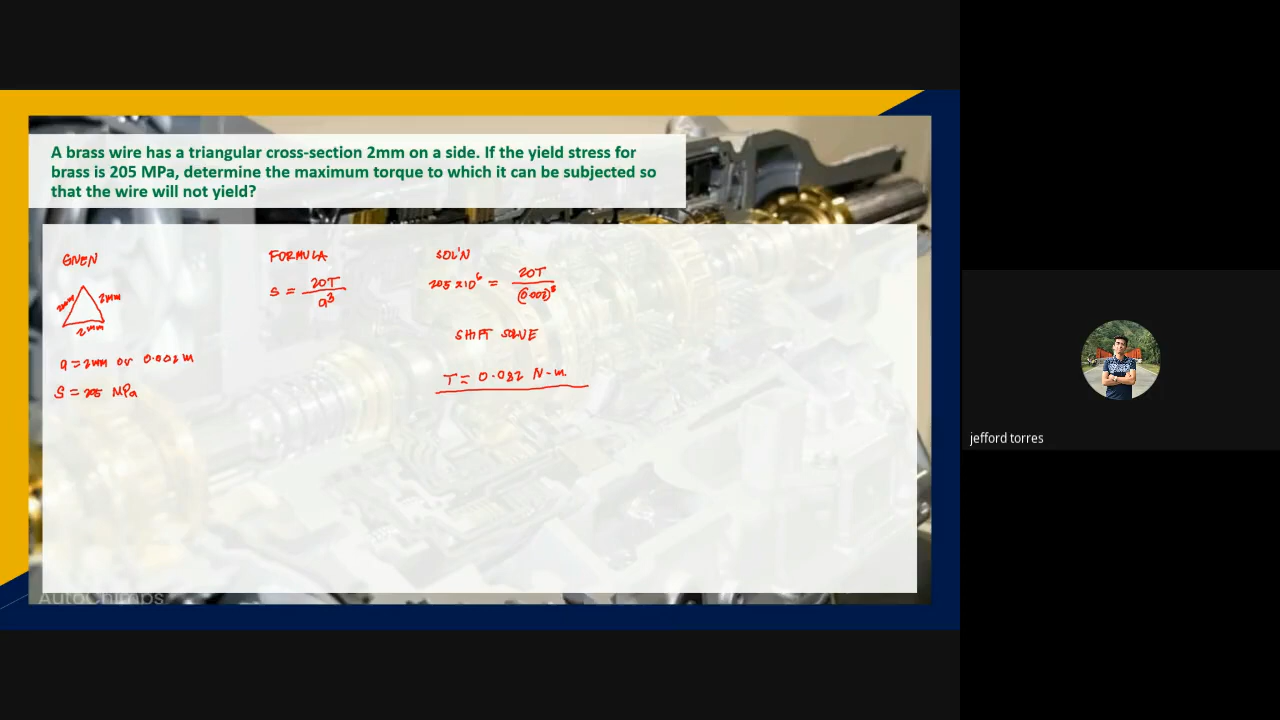 A brass wire has a triangular cross-section 2mm on a side. If the yield stress for
brass is 205 MPa, determine the maximum torque to which it can be subjected so
that the wire will not yield?
GIVEN
2mm 2mm
2mm
a = 2mm or 0.002 m
S = 205 MPa
FORMULA
S = 20T / a³
SOL'N
205 x10⁶ = 20T / (0.002)³
SHIFT SOLVE
T = 0.082 N-m.
AutoChimps
jefford torres